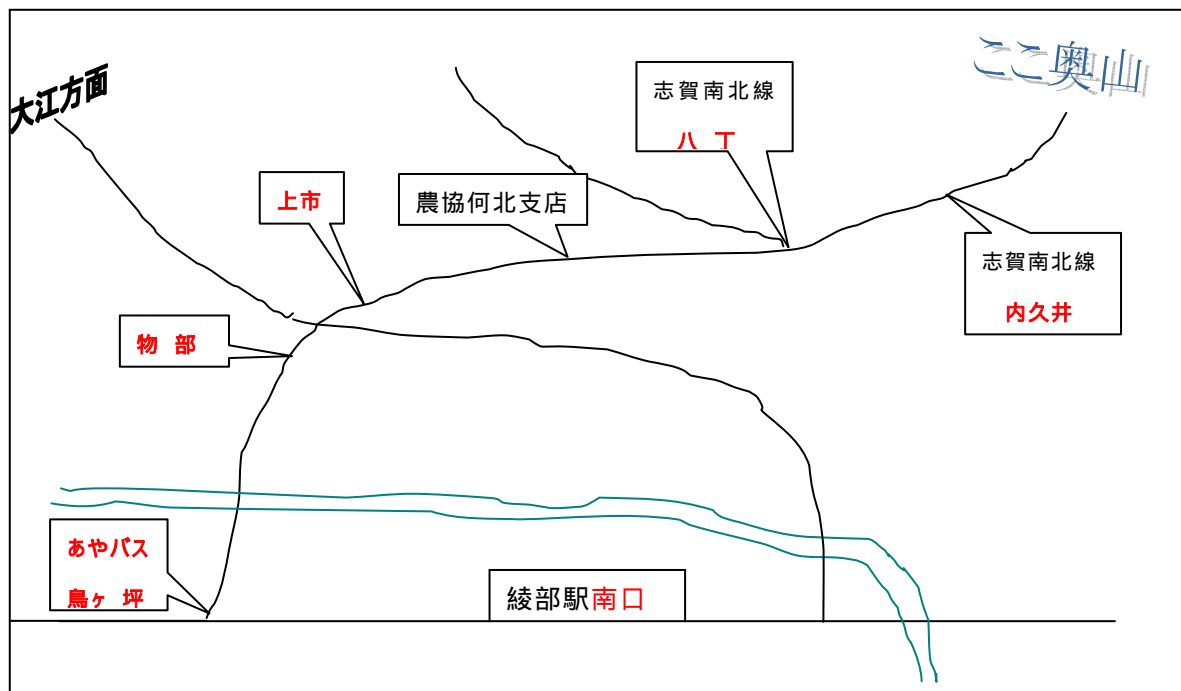 ここ奥山
大江方面
志賀南北線
八 丁
上市
農協何北支店
志賀南北線
内久井
物 部
あやバス
鳥ヶ 坪
綾部駅南口